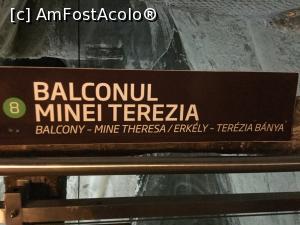 [c] AmFostAcolo®
8
BALCONUL
MINEI TEREZIA
BALCONY - MINE THERESA / ERKÉLY - TERÉZIA BÁNYA